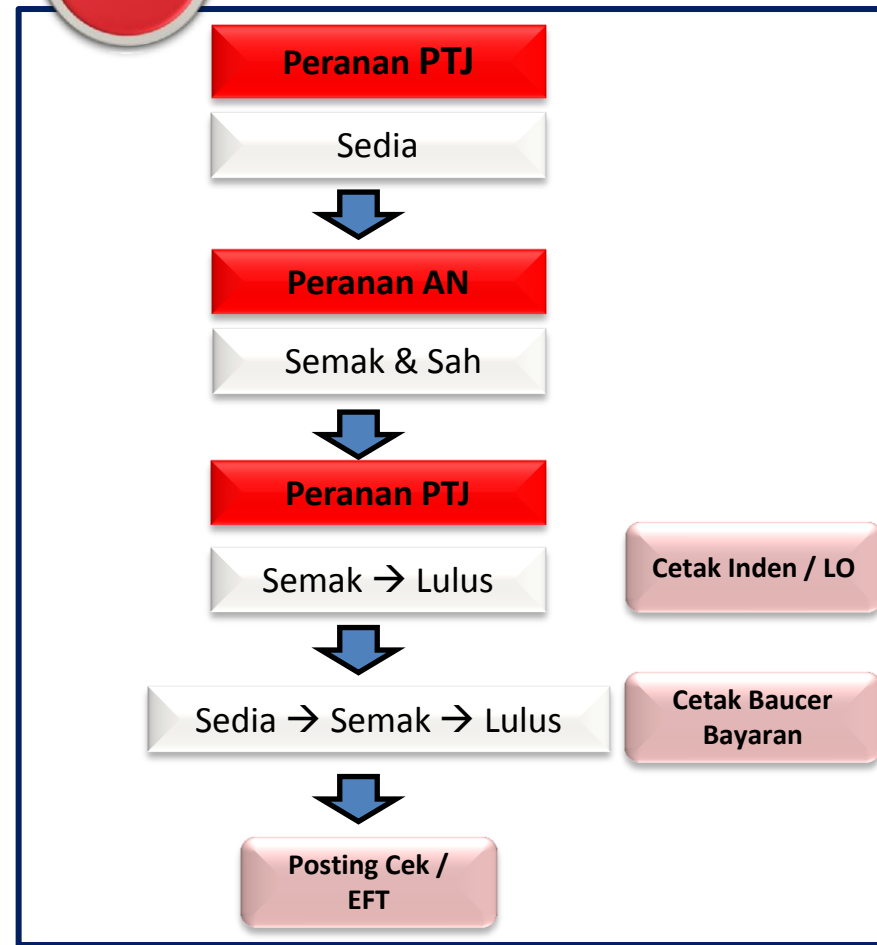 Peranan PTJ
Sedia
Peranan AN
Semak & Sah
Peranan PTJ
Semak → Lulus
Cetak Inden / LO
Sedia → Semak → Lulus
Cetak Baucer
Bayaran
Posting Cek /
EFT